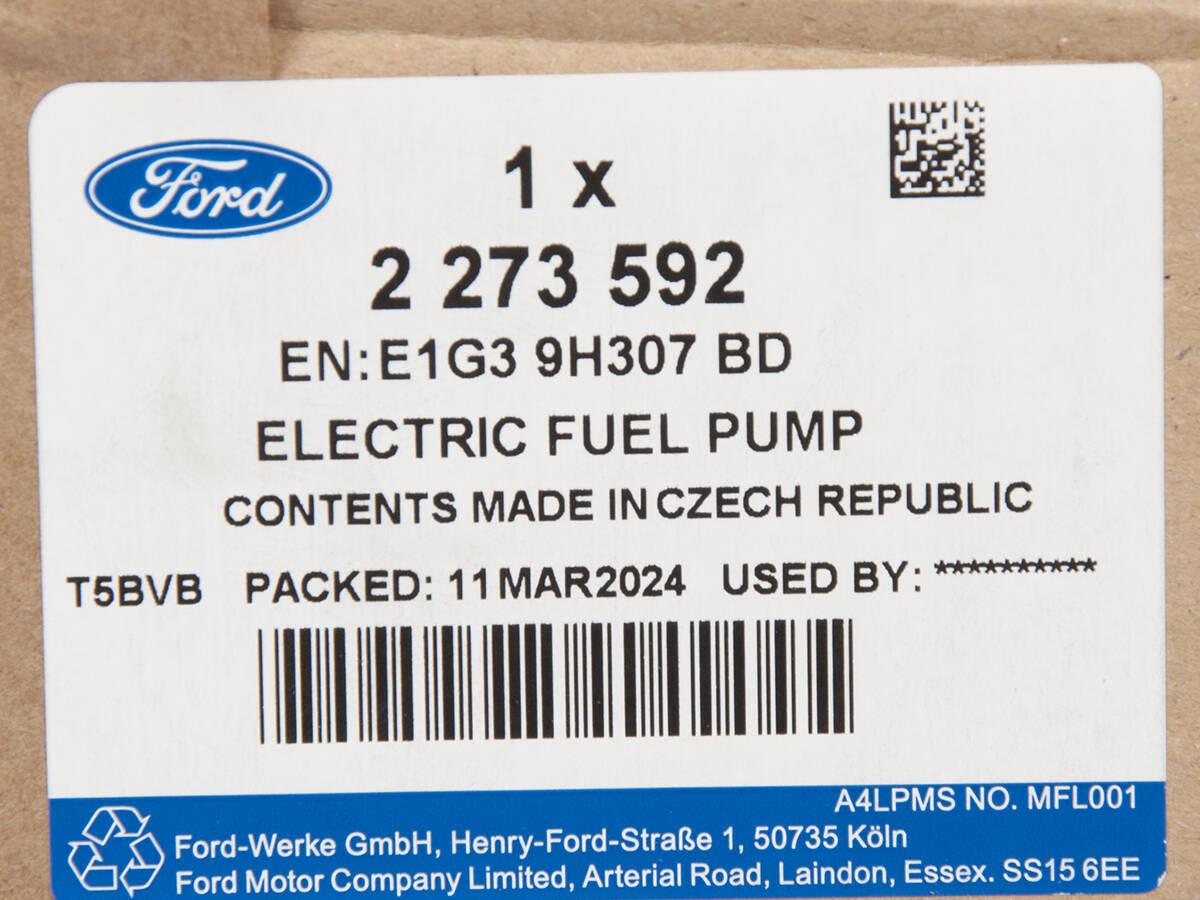 Ford
1 x
2 273 592
EN:E1G3 9H307 BD
ELECTRIC FUEL PUMP
CONTENTS MADE IN CZECH REPUBLIC
T5BVB PACKED: 11 MAR2024 USED BY: **********
A4LPMS NO. MFL001
Ford-Werke GmbH, Henry-Ford-Straße 1, 50735 Köln
Ford Motor Company Limited, Arterial Road, Laindon, Essex. SS15 6EE